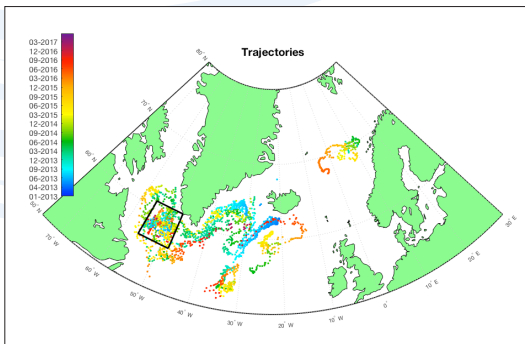 Trajectories
03-2017
12-2016
09-2016
06-2016
03-2016
12-2015
09-2015
06-2015
03-2015
12-2014
09-2014
06-2014
03-2014
12-2013
09-2013
06-2013
04-2013
01-2013
80° N
70° N
60° N
50° N
70° W
60° W
50° W
40° W
30° W
20° W
10° W
0°
10° E
20° E
30° E